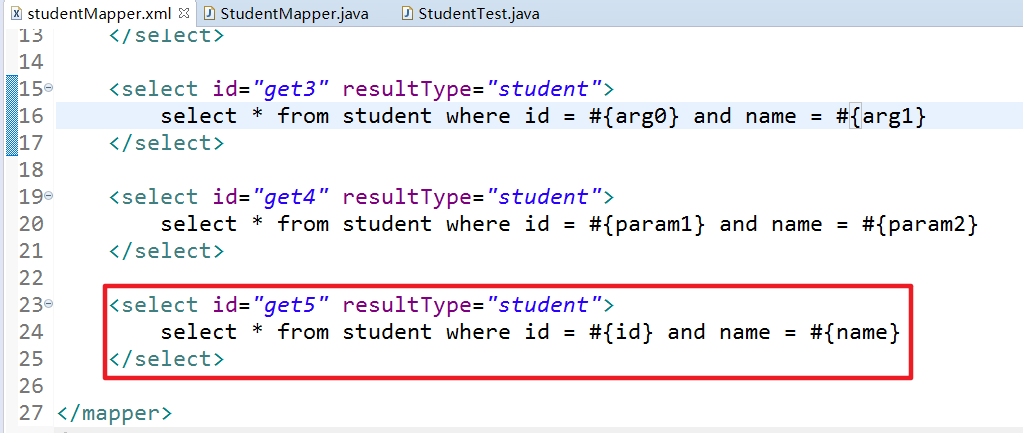 studentMapper.xml StudentMapper.java StudentTest.java
13 </select>
14
15 <select id="get3" resultType="student">
16 select * from student where id = #{arg0} and name = #{arg1}
17 </select>
18
19 <select id="get4" resultType="student">
20 select * from student where id = #{param1} and name = #{param2}
21 </select>
22
23 <select id="get5" resultType="student">
24 select * from student where id = #{id} and name = #{name}
25 </select>
26
27 </mapper>